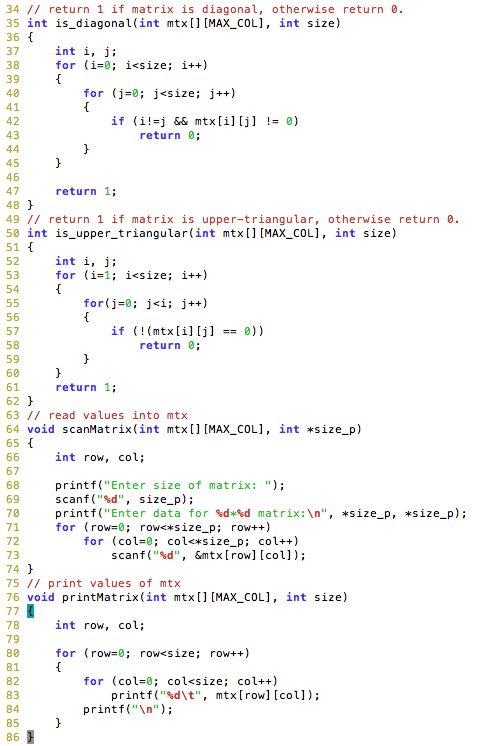 34 // return 1 if matrix is diagonal, otherwise return 0.
35 int is_diagonal(int mtx[][MAX_COL], int size)
36 {
37     int i, j;
38     for (i=0; i<size; i++)
39     {
40         for (j=0; j<size; j++)
41         {
42             if (i!=j && mtx[i][j] != 0)
43                 return 0;
44         }
45     }
46
47     return 1;
48 }
49 // return 1 if matrix is upper-triangular, otherwise return 0.
50 int is_upper_triangular(int mtx[][MAX_COL], int size)
51 {
52     int i, j;
53     for (i=1; i<size; i++)
54     {
55         for(j=0; j<i; j++)
56         {
57             if (!(mtx[i][j] == 0))
58                 return 0;
59         }
60     }
61     return 1;
62 }
63 // read values into mtx
64 void scanMatrix(int mtx[][MAX_COL], int *size_p)
65 {
66     int row, col;
67
68     printf("Enter size of matrix: ");
69     scanf("%d", size_p);
70     printf("Enter data for %d*%d matrix:\n", *size_p, *size_p);
71     for (row=0; row<*size_p; row++)
72         for (col=0; col<*size_p; col++)
73             scanf("%d", &mtx[row][col]);
74 }
75 // print values of mtx
76 void printMatrix(int mtx[][MAX_COL], int size)
77 {
78     int row, col;
79
80     for (row=0; row<size; row++)
81     {
82         for (col=0; col<size; col++)
83             printf("%d\t", mtx[row][col]);
84         printf("\n");
85     }
86 }